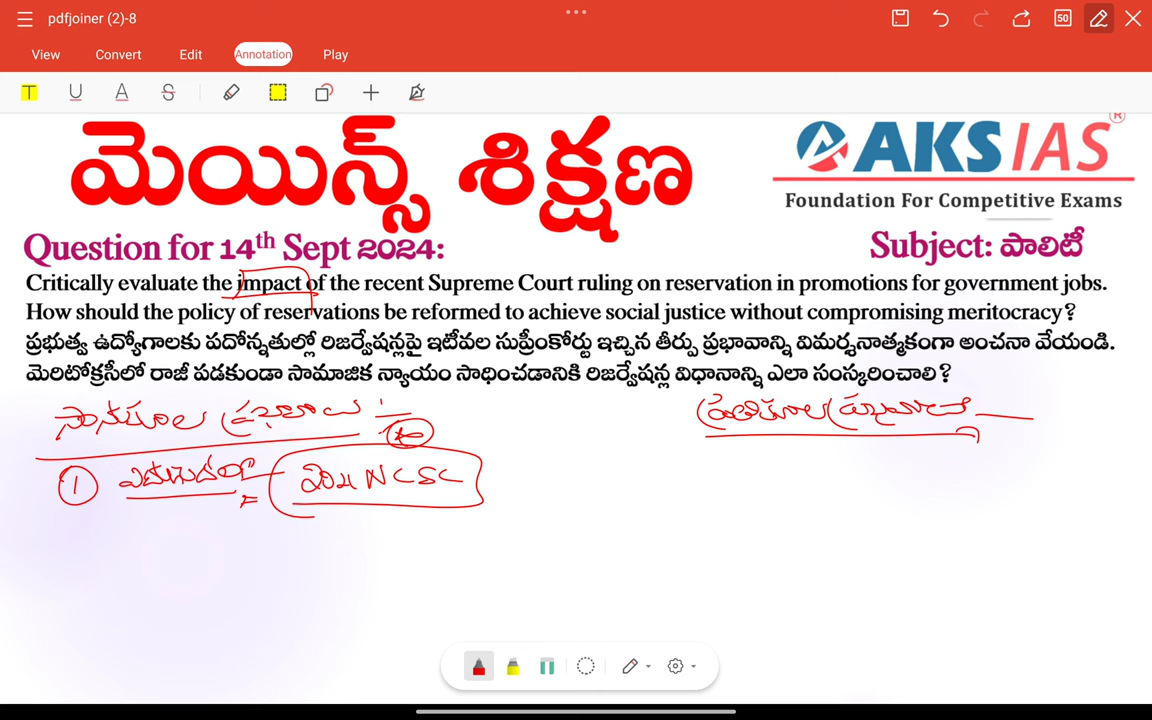 pdfjoiner (2)-8
50
View Convert Edit Annotation Play
T U A S
మెయిన్స్ శిక్షణ
AKS IAS ®
Foundation For Competitive Exams
Question for 14th Sept 2024:
Subject: పాలిటీ
Critically evaluate the impact of the recent Supreme Court ruling on reservation in promotions for government jobs.
How should the policy of reservations be reformed to achieve social justice without compromising meritocracy?
ప్రభుత్వ ఉద్యోగాలకు పదోన్నతుల్లో రిజర్వేషన్లపై ఇటీవల సుప్రీంకోర్టు ఇచ్చిన తీర్పు ప్రభావాన్ని విమర్శనాత్మకంగా అంచనా వేయండి.
మెరిటోక్రసీలో రాజీ పడకుండా సామాజిక న్యాయం సాధించడానికి రిజర్వేషన్ల విధానాన్ని ఎలా సంస్కరించాలి?
సానుకూల ప్రభావాలు
ప్రతికూల ప్రభావాలు
① ఎదుగుదల NCSC